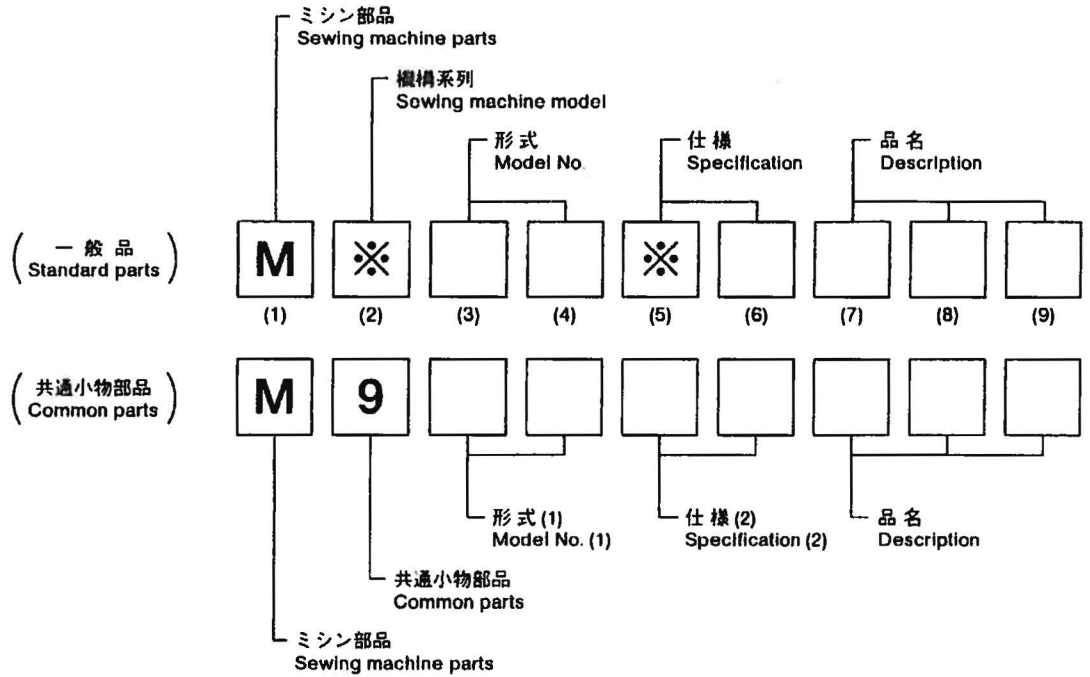 ミシン部品
Sewing machine parts
機構系列
Sewing machine model
形式
Model No.
仕様
Specification
品名
Description
一般品
Standard parts
M ※ ※
(1) (2) (3) (4) (5) (6) (7) (8) (9)
共通小物部品
Common parts
M 9
形式(1)
Model No. (1)
仕様(2)
Specification (2)
品名
Description
共通小物部品
Common parts
ミシン部品
Sewing machine parts